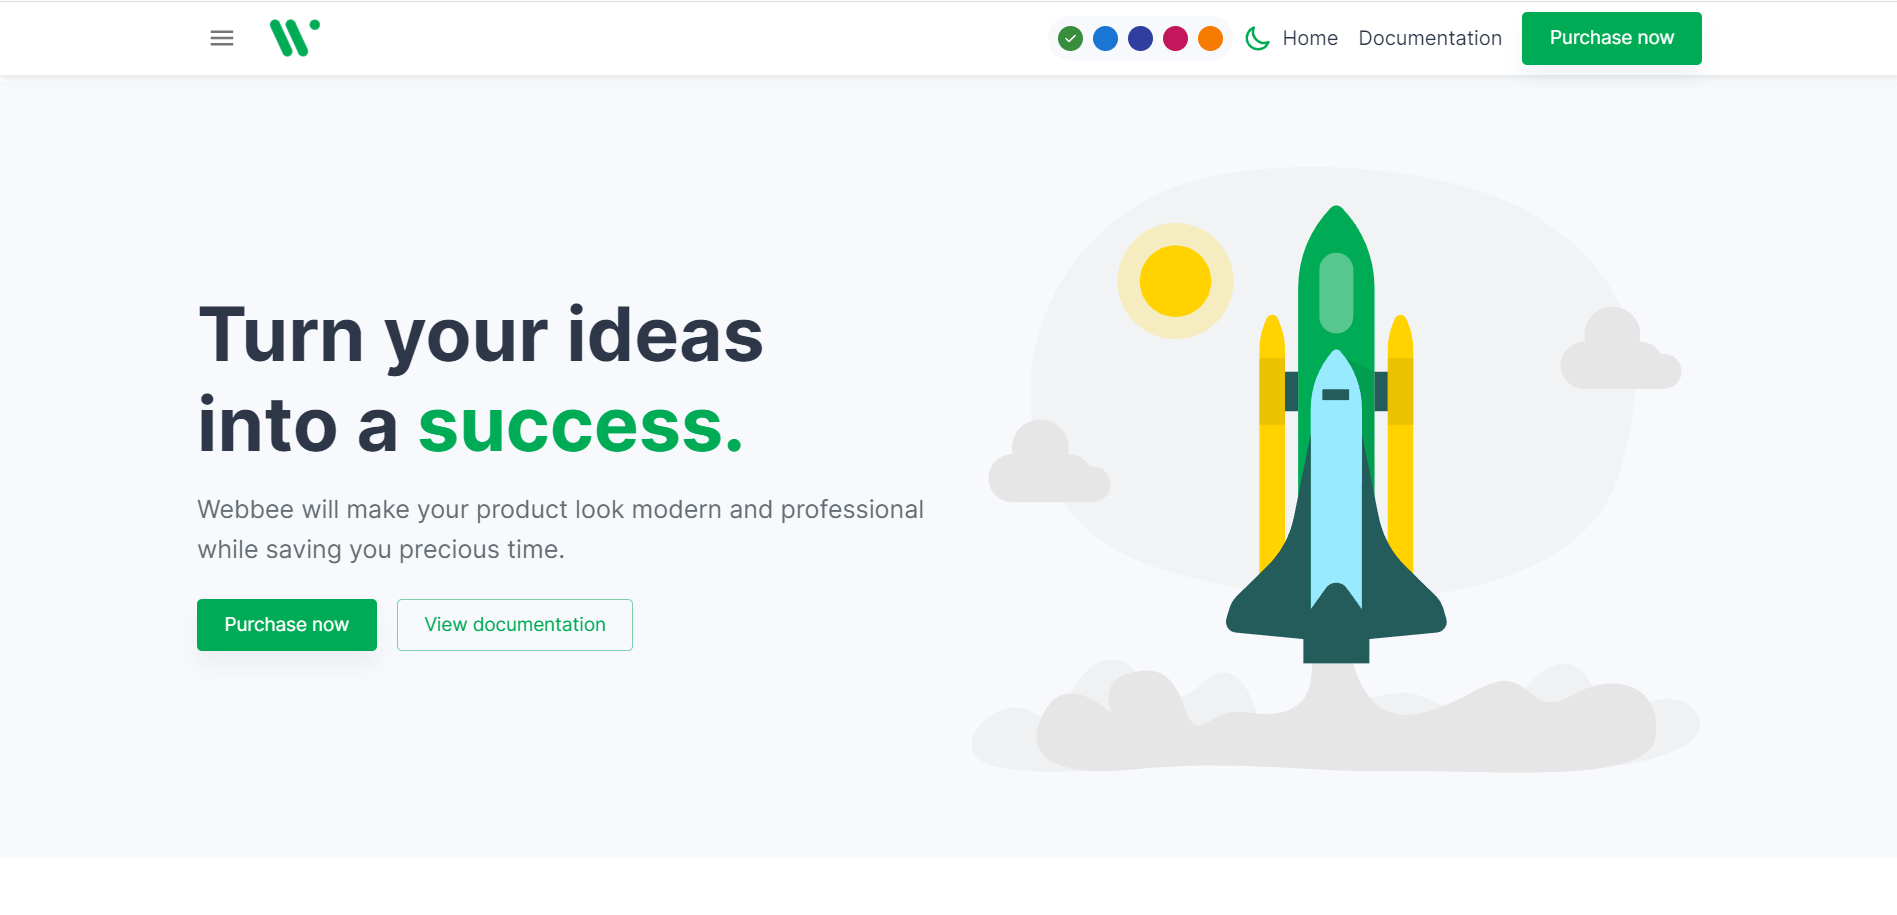 Home
Documentation
Purchase now
Turn your ideas
into a success.
Webbee will make your product look modern and professional
while saving you precious time.
Purchase now
View documentation